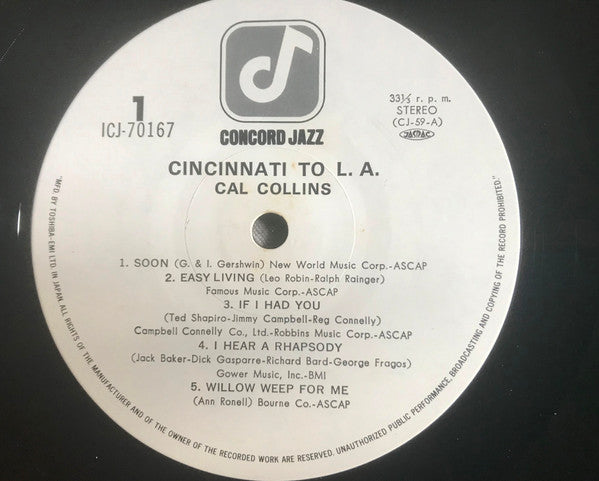 1
ICJ-70167
CONCORD JAZZ
33⅓ r. p. m.
STEREO
(CJ-59-A)
JASRAC
CINCINNATI TO L. A.
CAL COLLINS
1. SOON (G. & I. Gershwin) New World Music Corp.-ASCAP
2. EASY LIVING (Leo Robin-Ralph Rainger)
Famous Music Corp.-ASCAP
3. IF I HAD YOU
(Ted Shapiro-Jimmy Campbell-Reg Connelly)
Campbell Connelly Co., Ltd.-Robbins Music Corp.-ASCAP
4. I HEAR A RHAPSODY
(Jack Baker-Dick Gasparre-Richard Bard-George Fragos)
Gower Music, Inc.-BMI
5. WILLOW WEEP FOR ME
(Ann Ronell) Bourne Co.-ASCAP
"MFD. BY TOSHIBA-EMI LTD. IN JAPAN ALL RIGHTS OF THE MANUFACTURER AND OF THE OWNER OF THE RECORDED WORK ARE RESERVED. UNAUTHORIZED PUBLIC PERFORMANCE, BROADCASTING AND COPYING OF THE RECORD PROHIBITED."